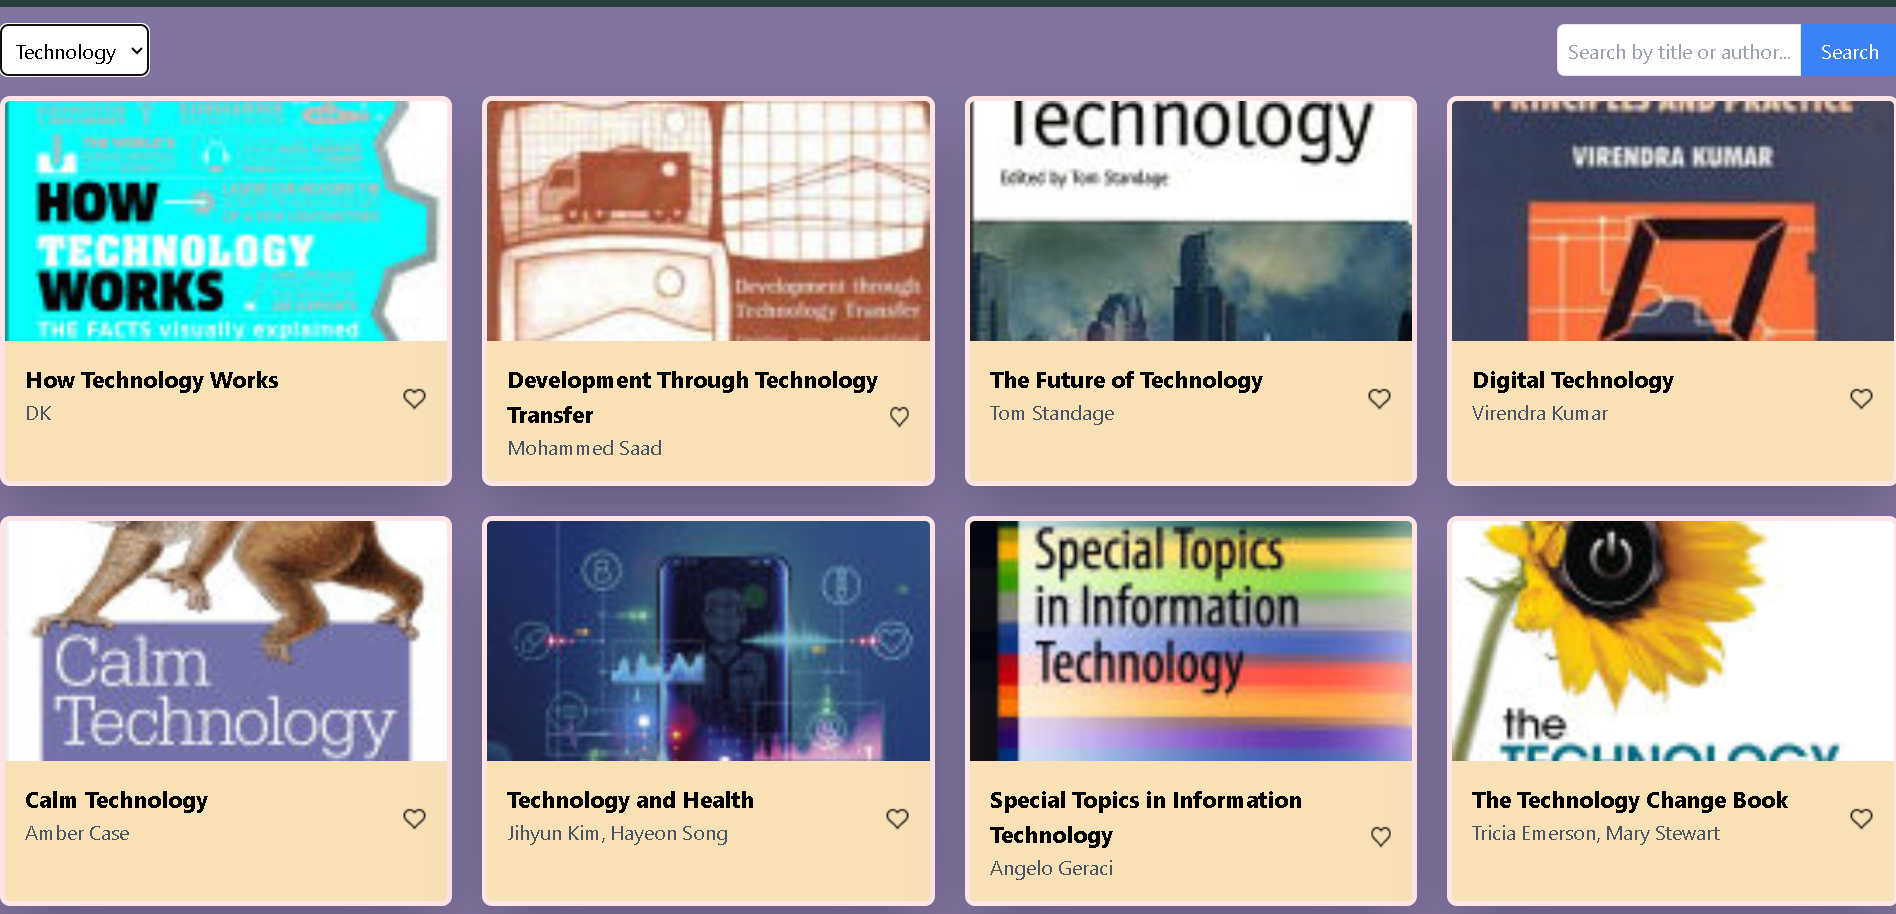 Technology
Search by title or author...
Search
HOW
TECHNOLOGY
WORKS
THE FACTS visually explained
How Technology Works
DK
Development through
Technology Transfer
Development Through Technology
Transfer
Mohammed Saad
Technology
Edited by Tom Standage
The Future of Technology
Tom Standage
PRINCIPLES AND PRACTICE
VIRENDRA KUMAR
Digital Technology
Virendra Kumar
Calm
Technology
Calm Technology
Amber Case
Technology and Health
Jihyun Kim, Hayeon Song
Special Topics
in Information
Technology
Special Topics in Information
Technology
Angelo Geraci
the
TECHNOLOGY
The Technology Change Book
Tricia Emerson, Mary Stewart